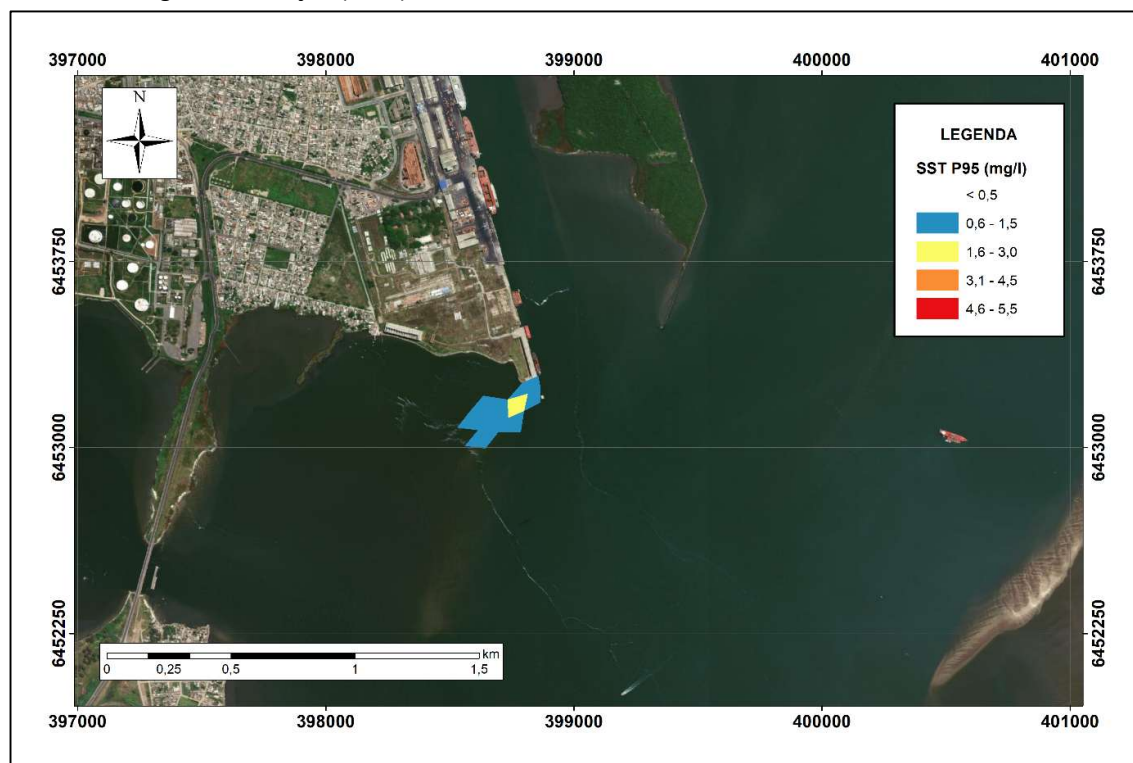 397000 398000 399000 400000 401000
N
LEGENDA
SST P95 (mg/l)
< 0,5
0,6 - 1,5
1,6 - 3,0
3,1 - 4,5
4,6 - 5,5
6453750 6453750
6453000 6453000
6452250 6452250
km
0 0,25 0,5 1 1,5
397000 398000 399000 400000 401000